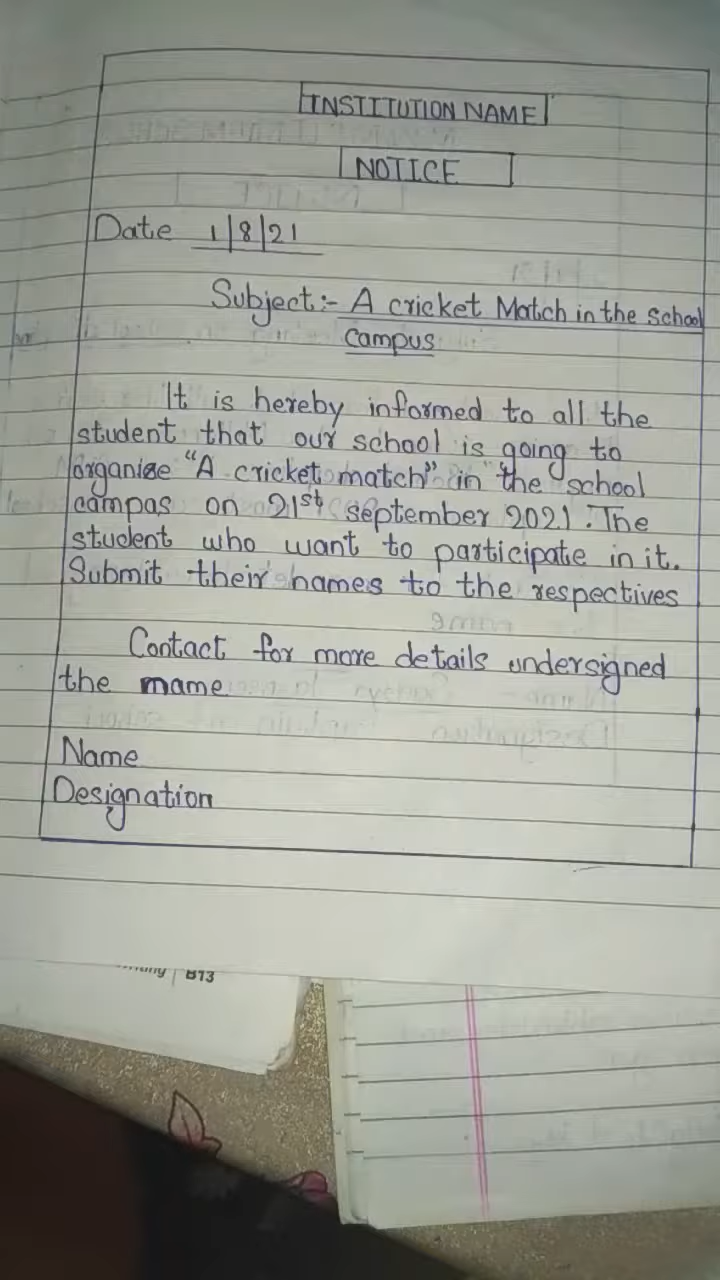 INSTITUTION NAME
NOTICE
Date 1/8/21
Subject:- A cricket Match in the School
campus
It is hereby informed to all the
student that our school is going to
organise "A cricket match" in the school
campas on 21st september 2021. The
student who want to participate in it.
Submit their names to the respectives
Contact for more details undersigned
the mame
Name
Designation
B13